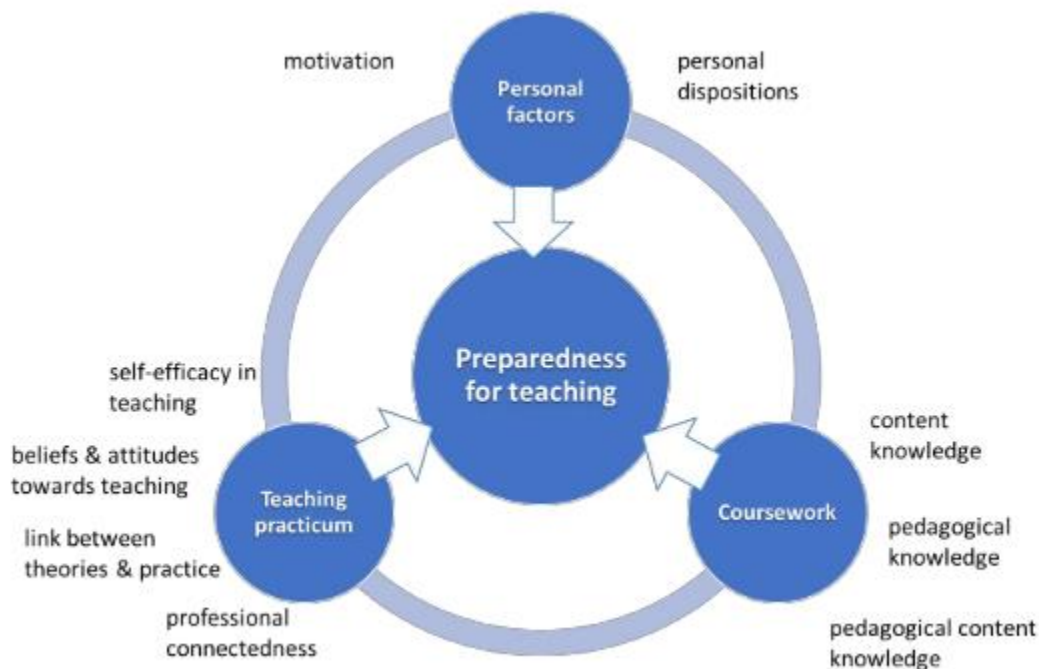 motivation
Personal
factors
personal
dispositions
Preparedness
for teaching
self-efficacy in
teaching
beliefs & attitudes
towards teaching
link between
theories & practice
professional
connectedness
Teaching
practicum
Coursework
content
knowledge
pedagogical
knowledge
pedagogical content
knowledge